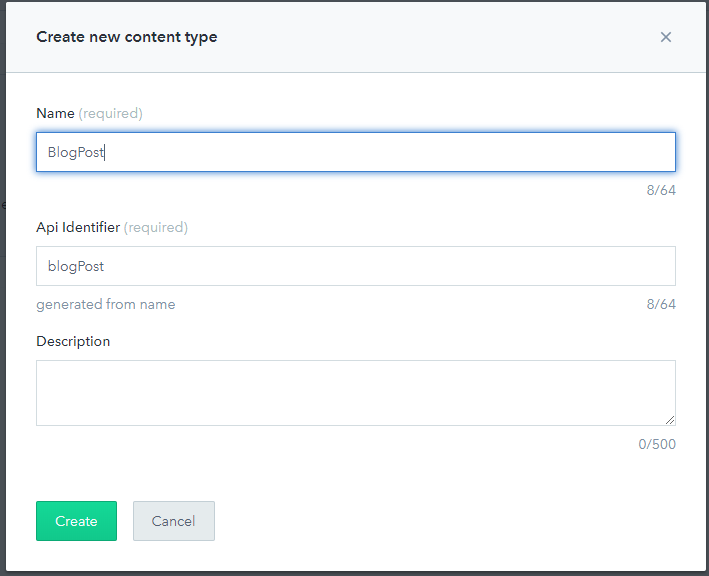 Create new content type
Name (required)
BlogPost
8/64
Api Identifier (required)
blogPost
generated from name 8/64
Description
0/500
Create Cancel